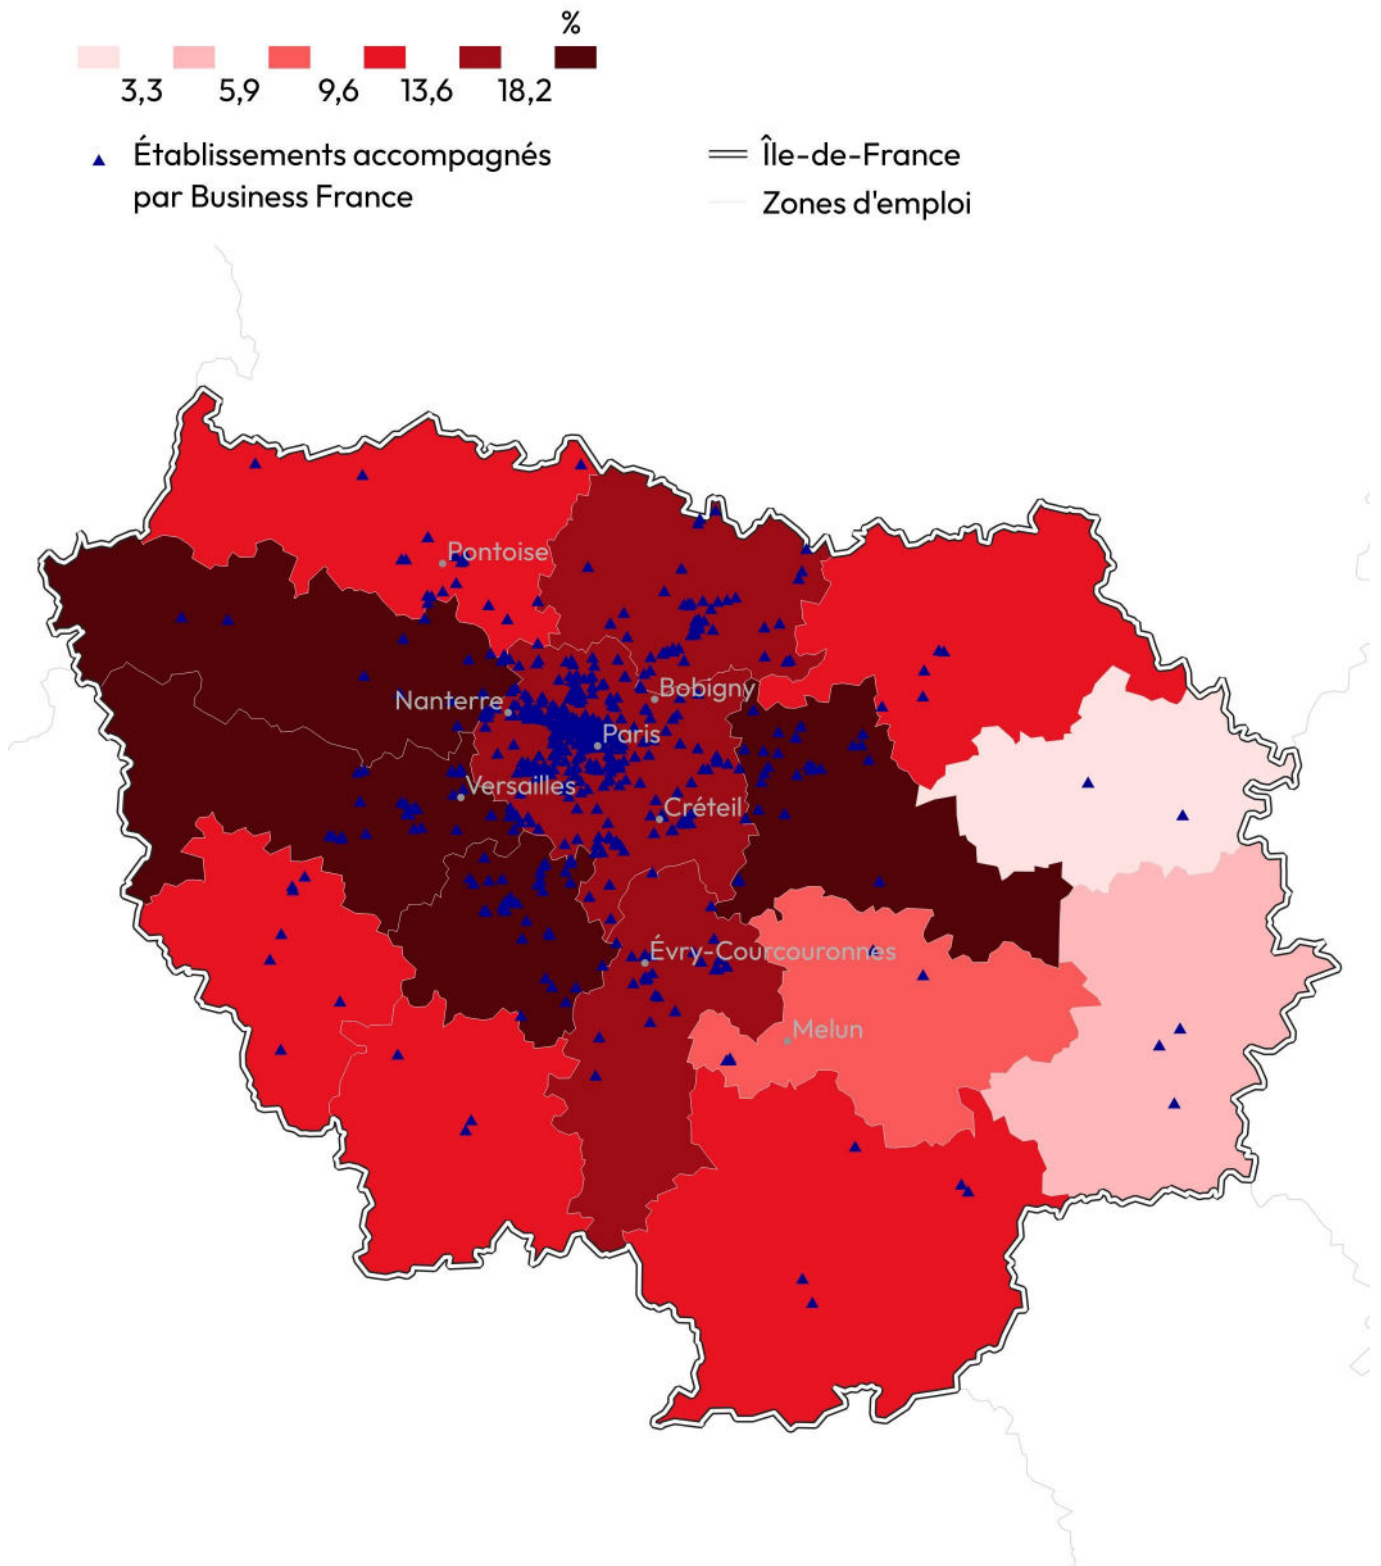 %
3,3 5,9 9,6 13,6 18,2
Établissements accompagnés
par Business France
Île-de-France
Zones d'emploi
Pontoise
Nanterre
Bobigny
Paris
Versailles
Créteil
Évry-Courcouronnes
Melun